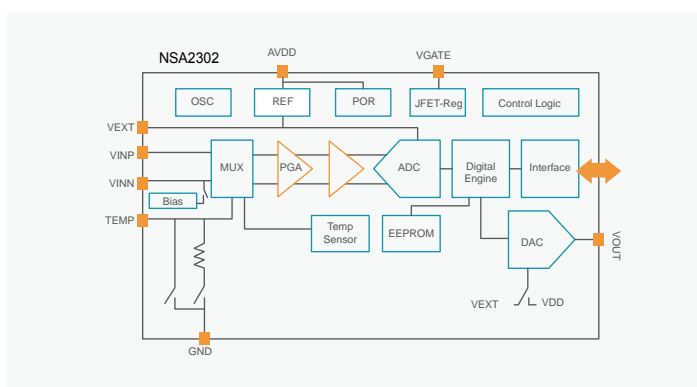 AVDD
VGATE
NSA2302
OSC
REF
POR
JFET-Reg
Control Logic
VEXT
VINP
VINN
TEMP
MUX
PGA
ADC
Digital
Engine
Interface
Bias
Temp
Sensor
EEPROM
DAC
VOUT
VEXT
VDD
GND